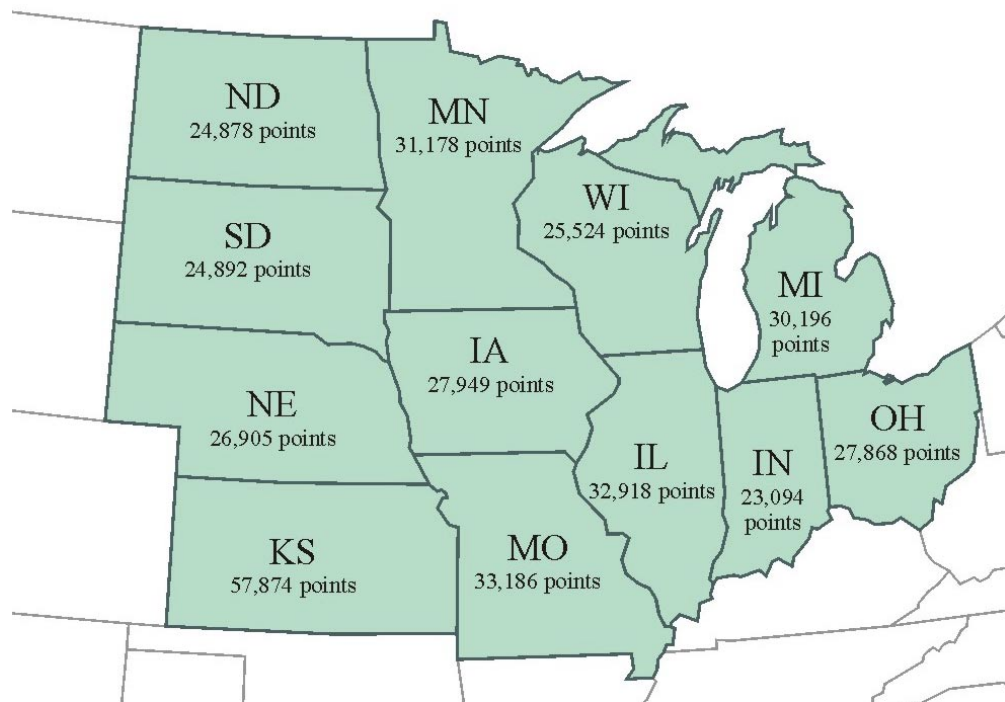 ND
24,878 points
MN
31,178 points
WI
25,524 points
SD
24,892 points
MI
30,196
points
IA
27,949 points
NE
26,905 points
IL
32,918 points
IN
23,094
points
OH
27,868 points
KS
57,874 points
MO
33,186 points